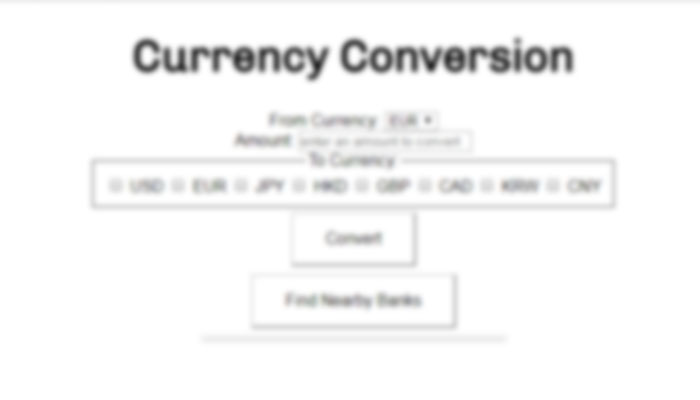 Currency Conversion
From Currency EUR
Amount enter an amount to convert
To Currency
USD EUR JPY HKD GBP CAD KRW CNY
Convert
Find Nearby Banks